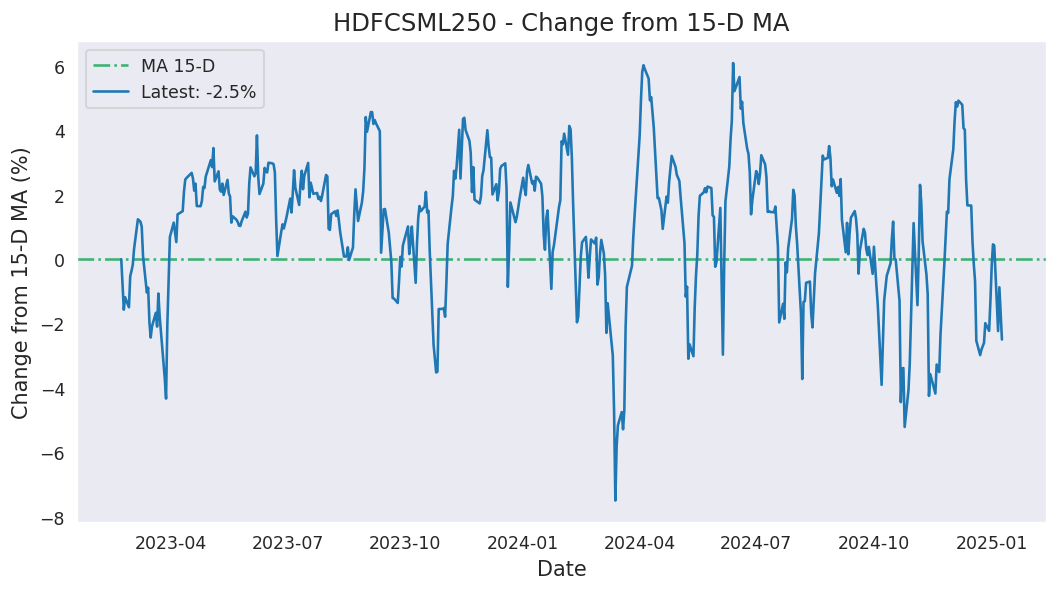 HDFCSML250 - Change from 15-D MA
MA 15-D
Latest: -2.5%
Change from 15-D MA (%)
6
4
2
0
−2
−4
−6
−8
2023-04 2023-07 2023-10 2024-01 2024-04 2024-07 2024-10 2025-01
Date